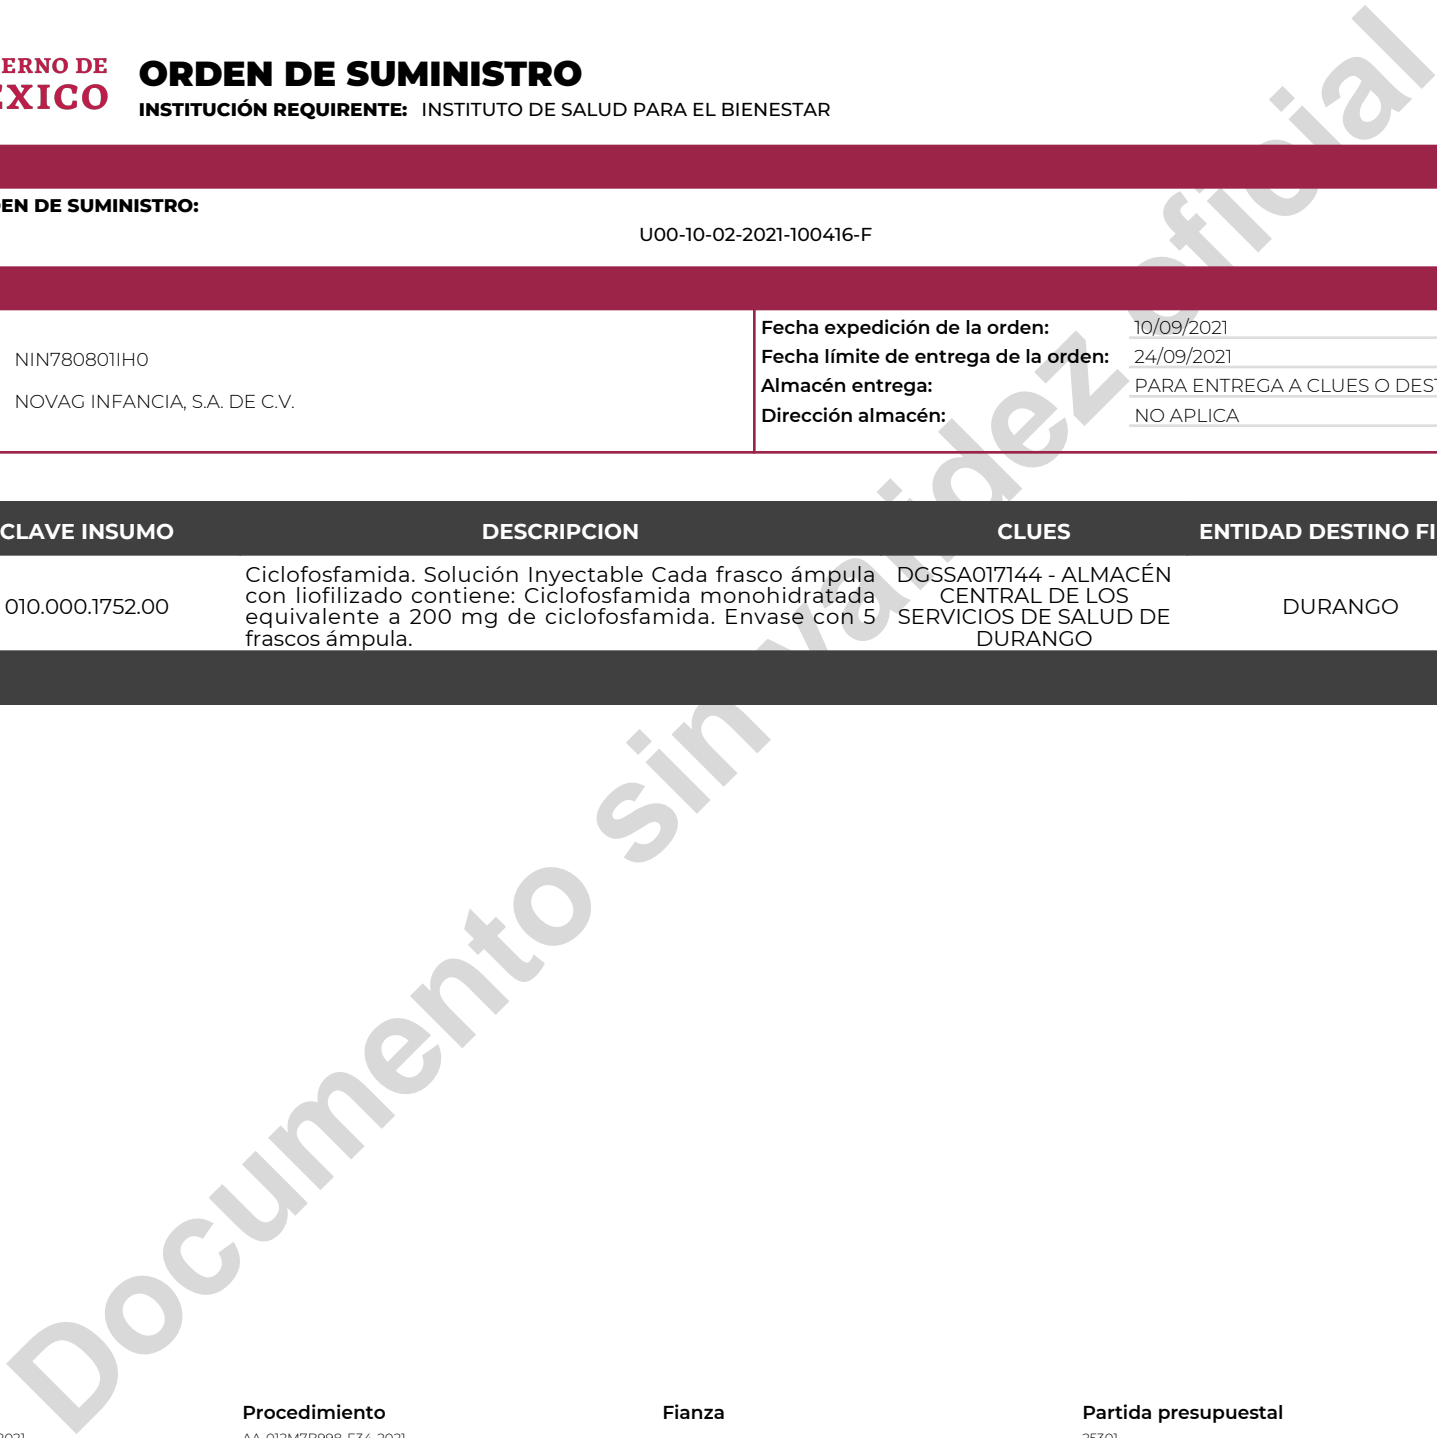 ERNO DE
ÉXICO
ORDEN DE SUMINISTRO
INSTITUCIÓN REQUIRENTE: INSTITUTO DE SALUD PARA EL BIENESTAR
EN DE SUMINISTRO:
U00-10-02-2021-100416-F
NIN780801IH0
NOVAG INFANCIA, S.A. DE C.V.
Fecha expedición de la orden: 10/09/2021
Fecha límite de entrega de la orden: 24/09/2021
Almacén entrega: PARA ENTREGA A CLUES O DEST
Dirección almacén: NO APLICA
CLAVE INSUMO DESCRIPCION CLUES ENTIDAD DESTINO FI
010.000.1752.00
Ciclofosfamida. Solución Inyectable Cada frasco ámpula
con liofilizado contiene: Ciclofosfamida monohidratada
equivalente a 200 mg de ciclofosfamida. Envase con 5
frascos ámpula.
DGSSA017144 - ALMACÉN
CENTRAL DE LOS
SERVICIOS DE SALUD DE
DURANGO
DURANGO
Documento sin validez oficial
Procedimiento Fianza Partida presupuestal